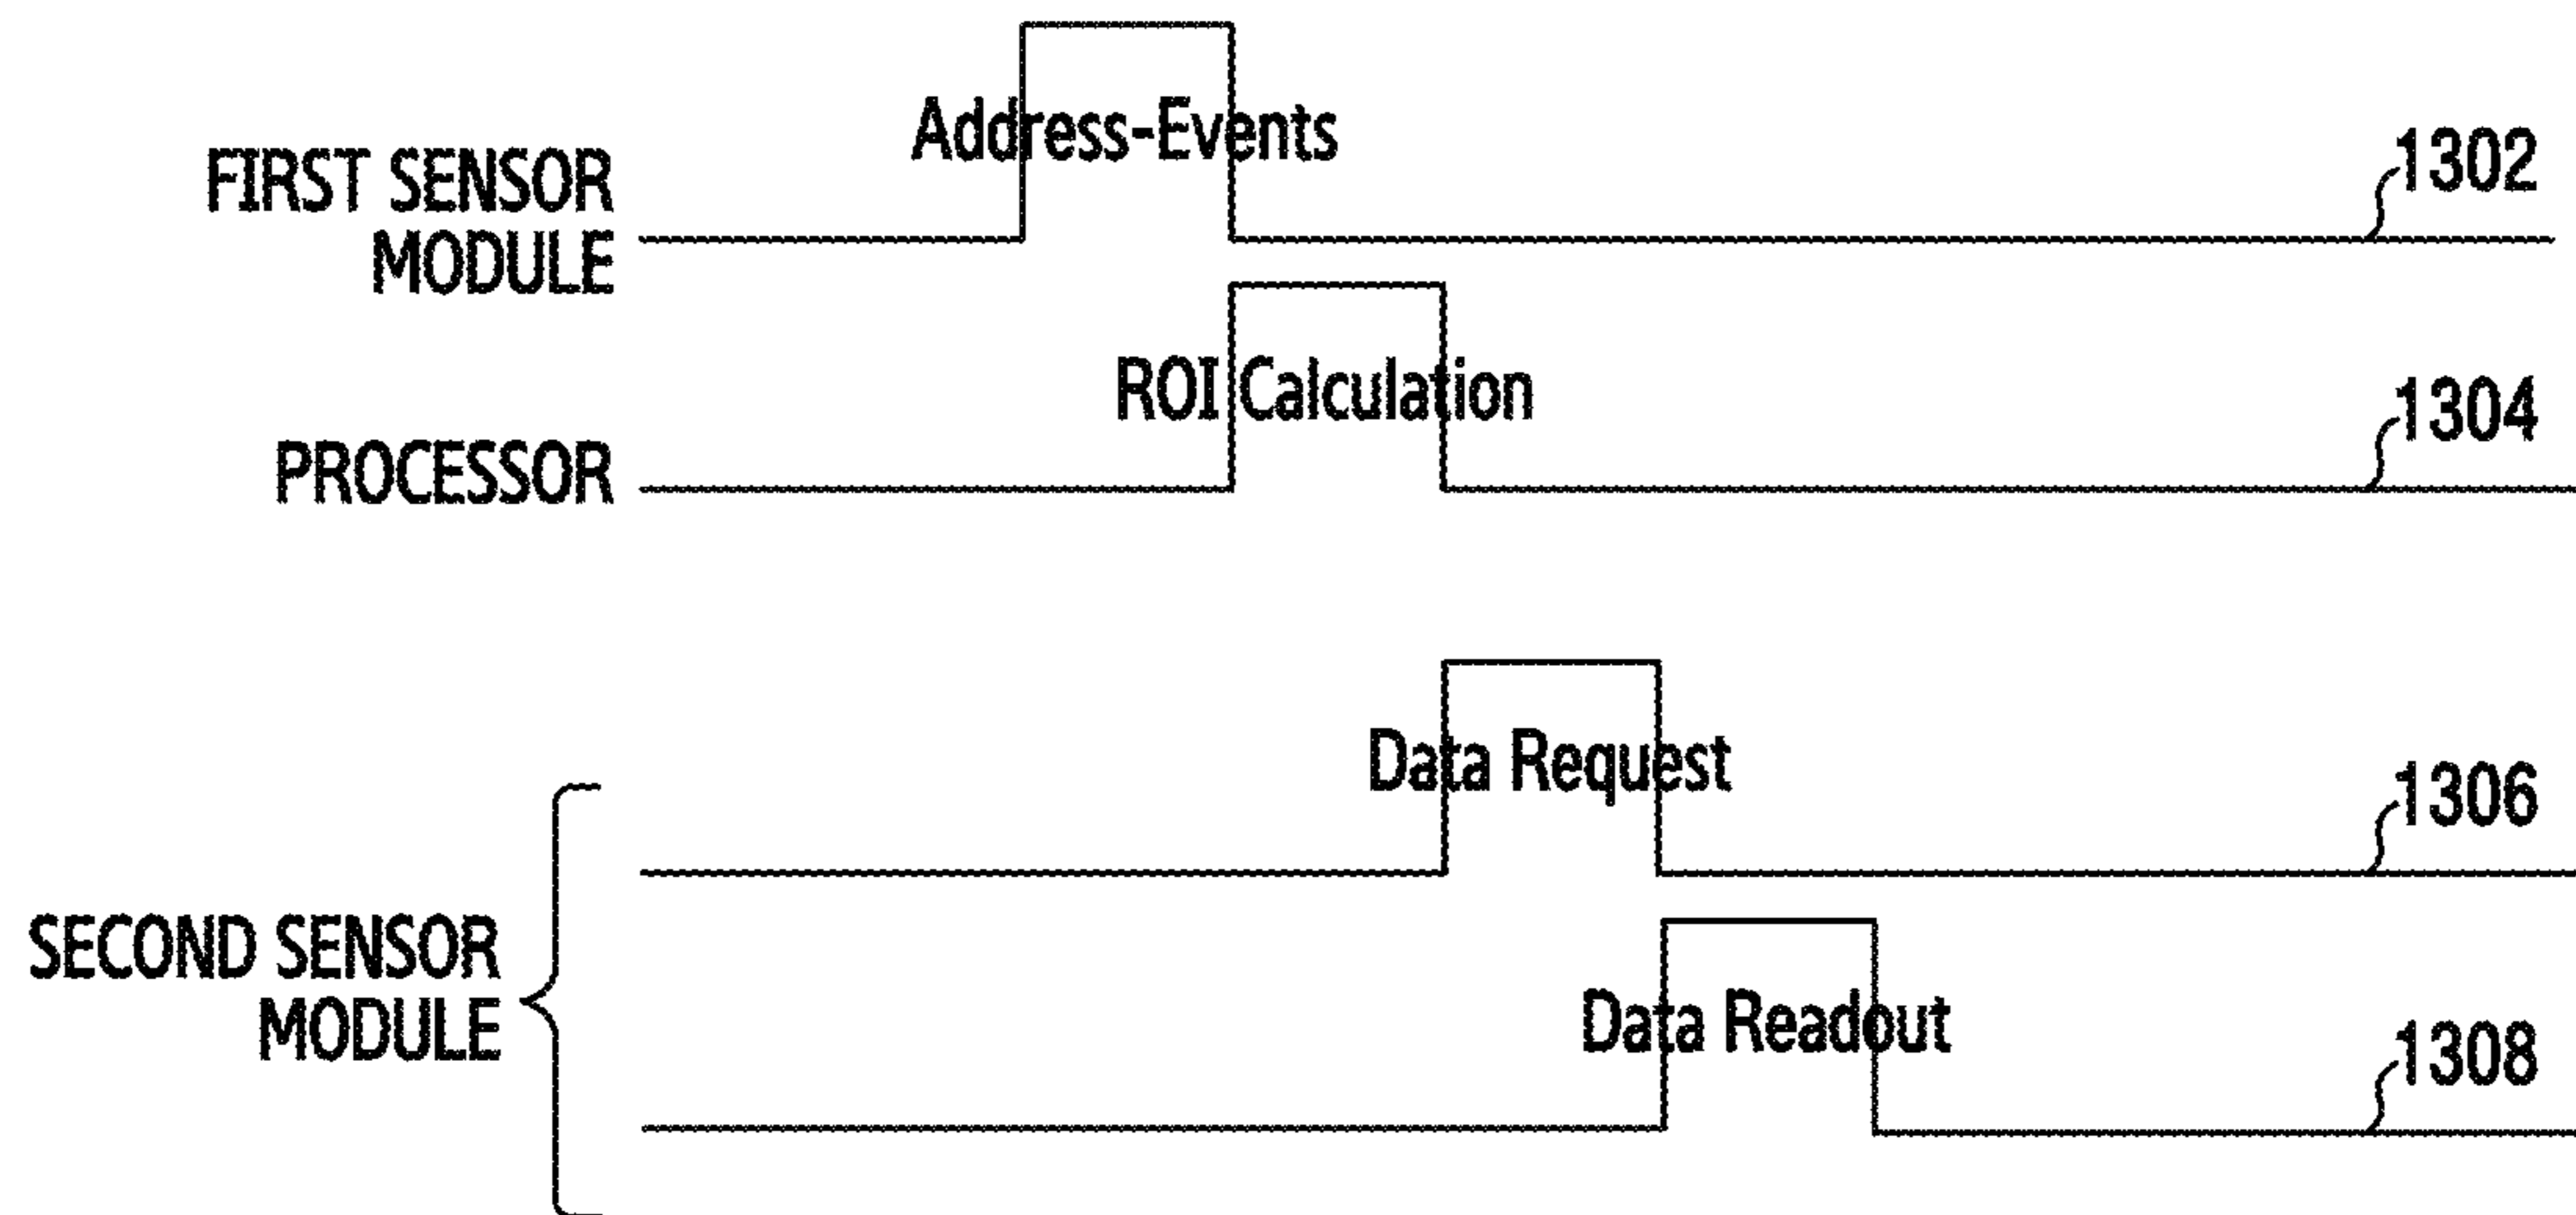 Address-Events
1302
FIRST SENSOR
MODULE
ROI Calculation
1304
PROCESSOR
Data Request
1306
SECOND SENSOR
MODULE
Data Readout
1308